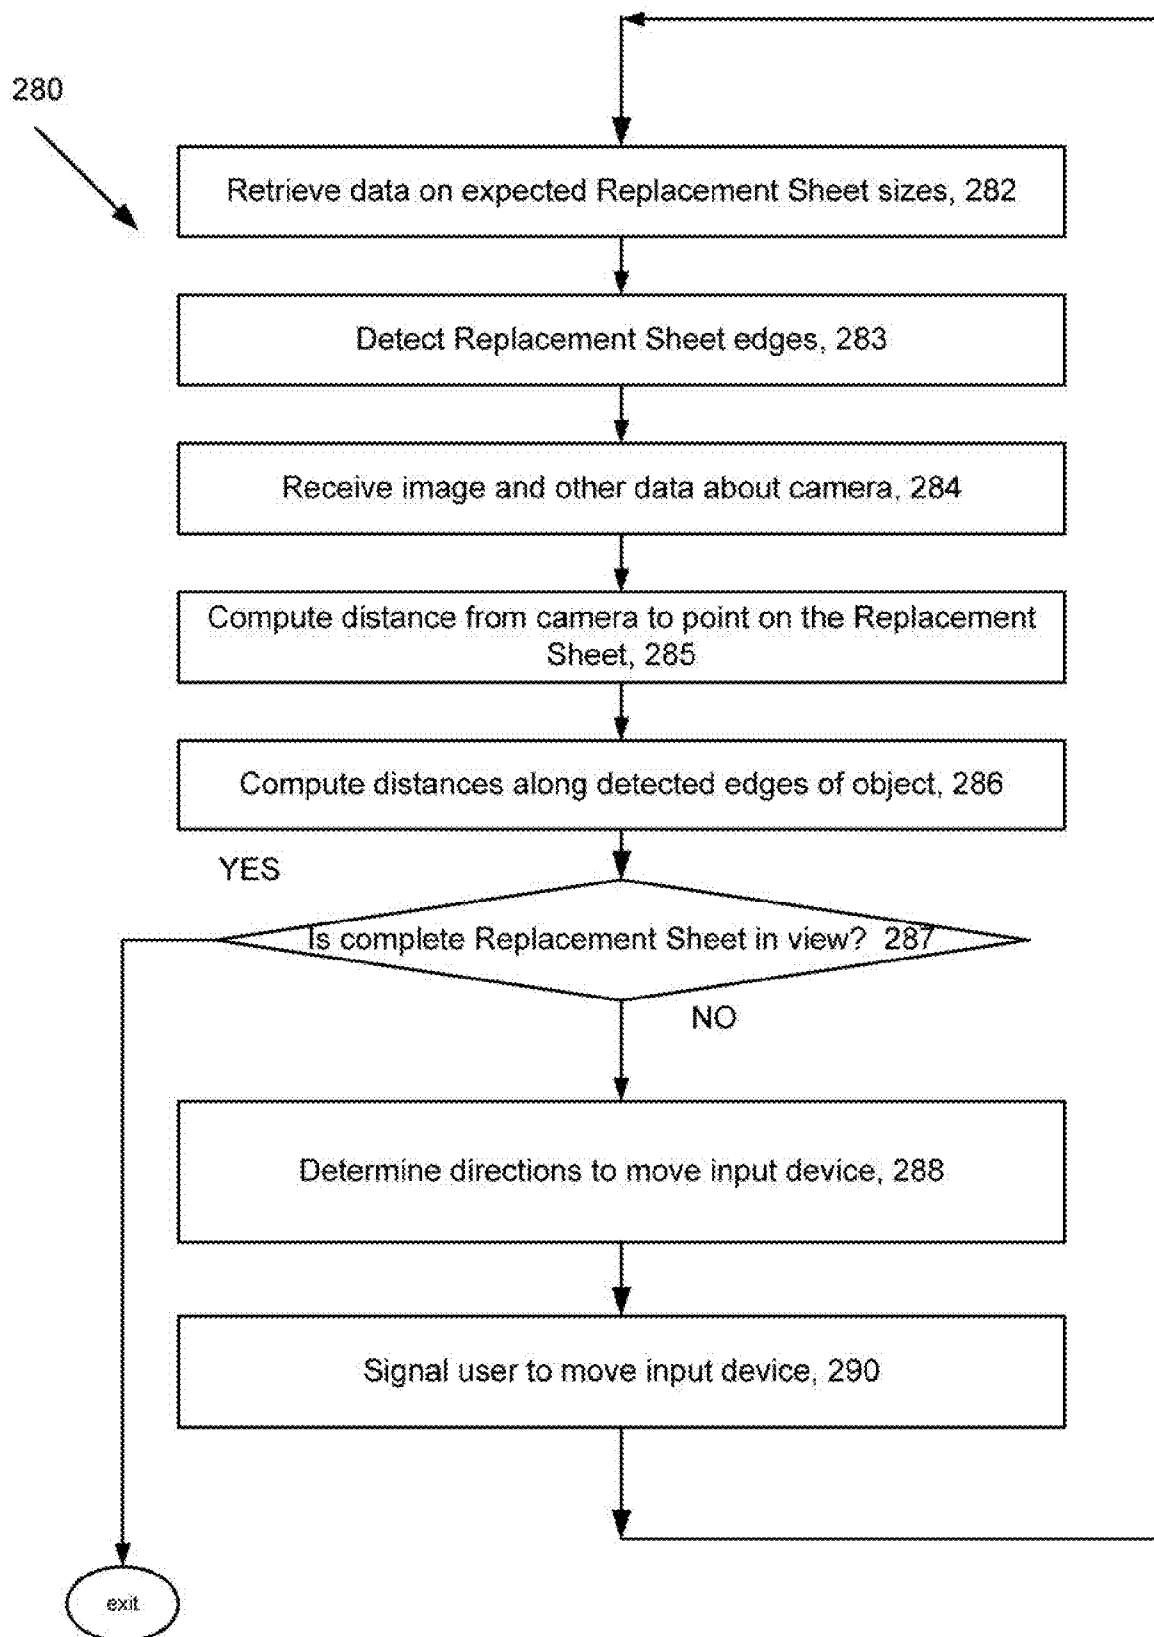 280
Retrieve data on expected Replacement Sheet sizes, 282
Detect Replacement Sheet edges, 283
Receive image and other data about camera, 284
Compute distance from camera to point on the Replacement
Sheet, 285
Compute distances along detected edges of object, 286
YES
Is complete Replacement Sheet in view? 287
NO
Determine directions to move input device, 288
Signal user to move input device, 290
exit